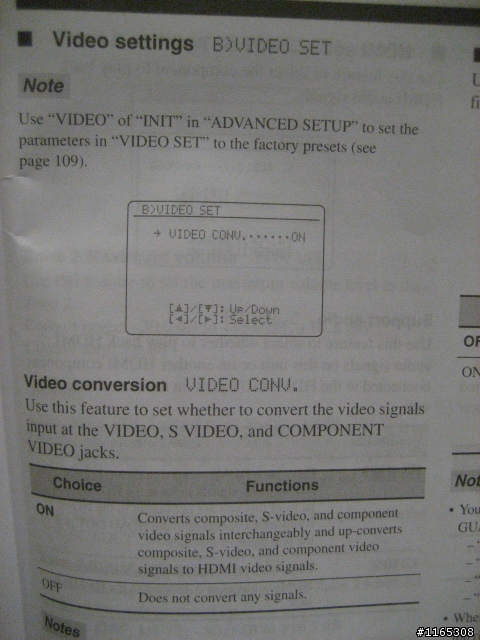 ■ Video settings B)VIDEO SET
Note
Use “VIDEO” of “INIT” in “ADVANCED SETUP” to set the
parameters in “VIDEO SET” to the factory presets (see
page 109).
B)VIDEO SET
→ VIDEO CONV.······ON
[▲]/[▼]: Up/Down
[◄]/[►]: Select
Video conversion VIDEO CONV.
Use this feature to set whether to convert the video signals
input at the VIDEO, S VIDEO, and COMPONENT
VIDEO jacks.
Choice Functions
ON Converts composite, S-video, and component
video signals interchangeably and up-converts
composite, S-video, and component video
signals to HDMI video signals.
OFF Does not convert any signals.
Notes
ON
• You
GUI
• Whe
#1165308